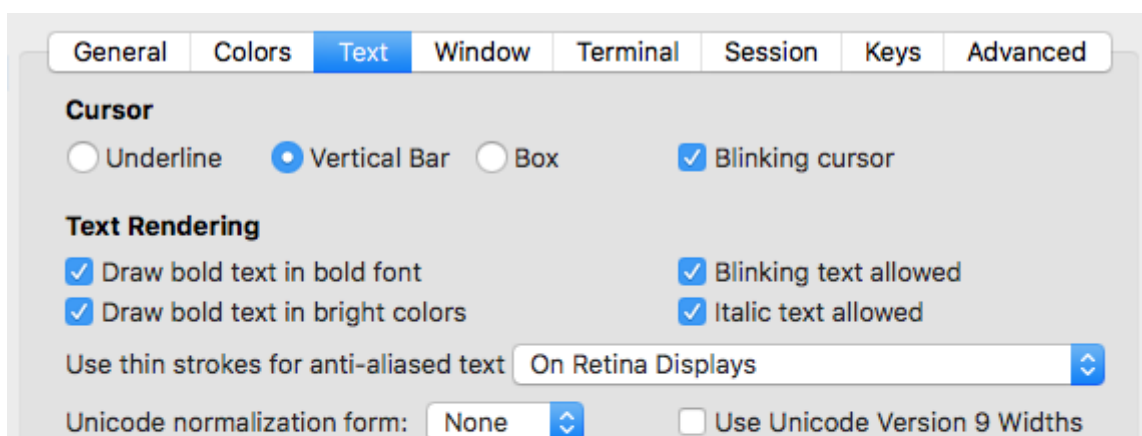 General Colors Text Window Terminal Session Keys Advanced
Cursor
Underline Vertical Bar Box Blinking cursor
Text Rendering
Draw bold text in bold font Blinking text allowed
Draw bold text in bright colors Italic text allowed
Use thin strokes for anti-aliased text On Retina Displays
Unicode normalization form: None Use Unicode Version 9 Widths